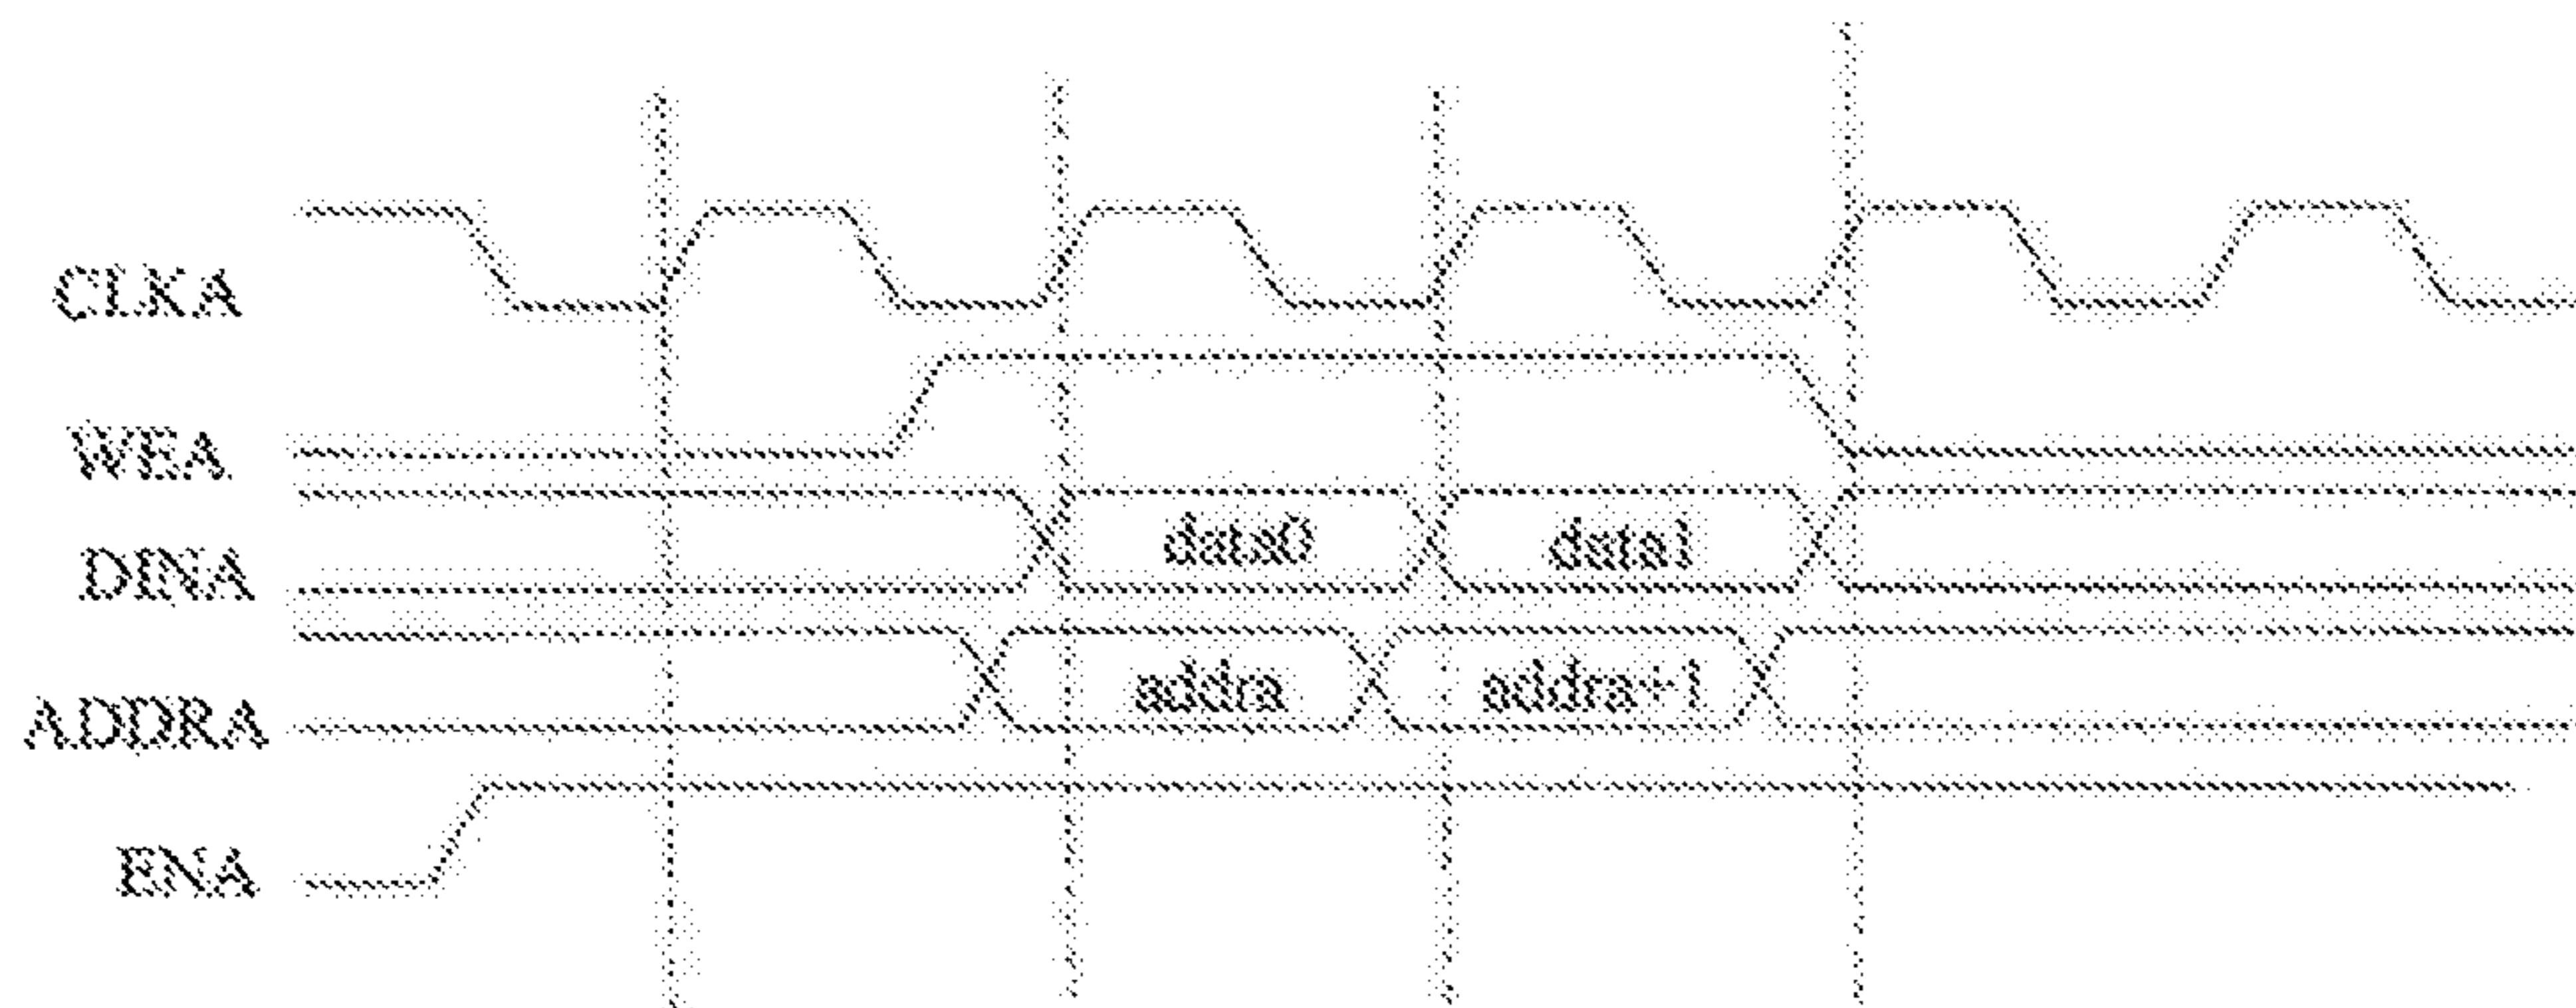 CLKA
WEA
DINA
data0
data1
ADDRA
addra
addra+1
ENA